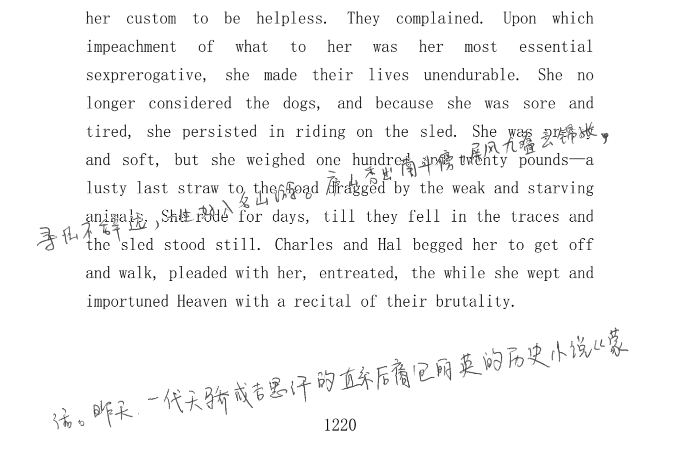 her custom to be helpless. They complained. Upon which
impeachment of what to her was her most essential
sexprerogative, she made their lives unendurable. She no
longer considered the dogs, and because she was sore and
tired, she persisted in riding on the sled. She was pretty
and soft, but she weighed one hundred and twenty pounds—a
lusty last straw to the load dragged by the weak and starving
animals. She rode for days, till they fell in the traces and
the sled stood still. Charles and Hal begged her to get off
and walk, pleaded with her, entreated, the while she wept and
importuned Heaven with a recital of their brutality.
寻仙不辞远,一生好入名山游。庐山秀出南斗傍,屏风九叠云锦张,
活。昨天,一代天骄成吉思汗的直系后裔包丽英的历史小说《蒙
1220